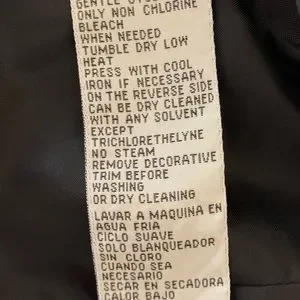 GENTLE CYCLE
ONLY NON CHLORINE
BLEACH
WHEN NEEDED
TUMBLE DRY LOW
HEAT
PRESS WITH COOL
IRON IF NECESSARY
ON THE REVERSE SIDE
CAN BE DRY CLEANED
WITH ANY SOLVENT
EXCEPT
TRICHLORETHELYNE
NO STEAM
REMOVE DECORATIVE
TRIM BEFORE
WASHING
OR DRY CLEANING
LAVAR A MAQUINA EN
AGUA FRIA
CICLO SUAVE
SOLO BLANQUEADOR
SIN CLORO
CUANDO SEA
NECESARIO
SECAR EN SECADORA
CALOR BAJO